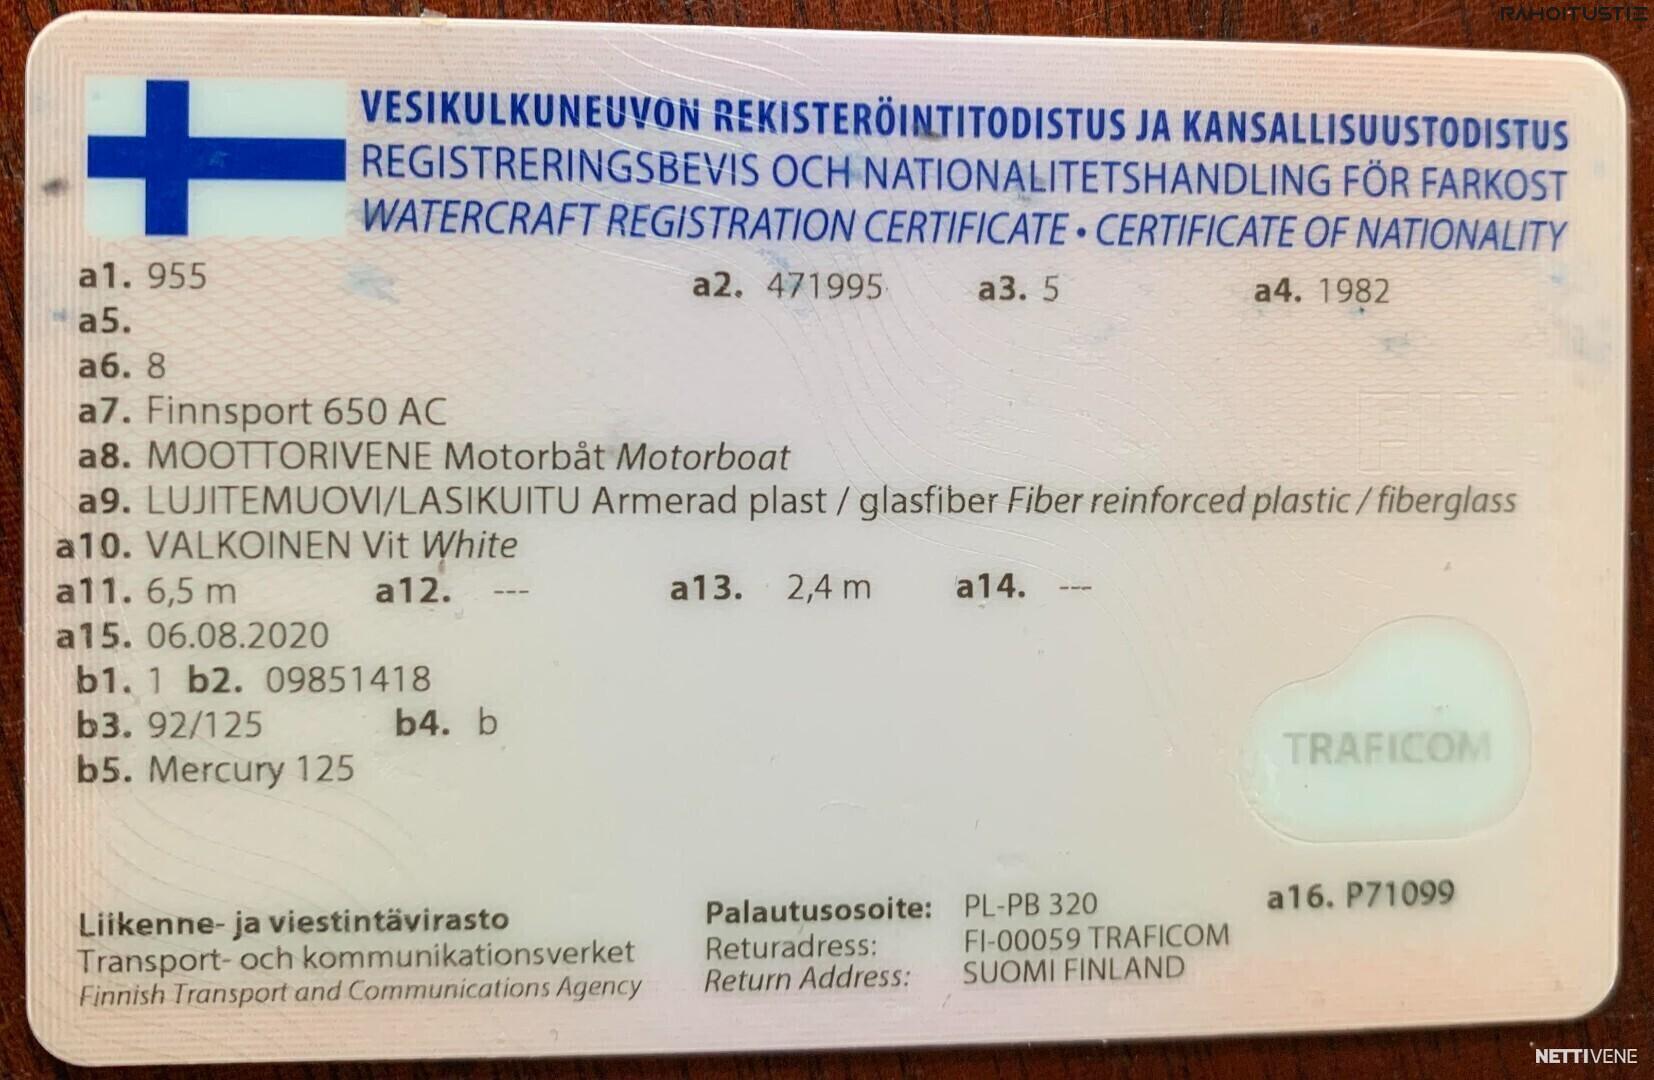 RAHOITUSTIE
VESIKULKUNEUVON REKISTERÖINTITODISTUS JA KANSALLISUUSTODISTUS
REGISTRERINGSBEVIS OCH NATIONALITETSHANDLING FÖR FARKOST
WATERCRAFT REGISTRATION CERTIFICATE • CERTIFICATE OF NATIONALITY
a1. 955 a2. 471995 a3. 5 a4. 1982
a5.
a6. 8
a7. Finnsport 650 AC
a8. MOOTTORIVENE Motorbåt Motorboat
a9. LUJITEMUOVI/LASIKUITU Armerad plast / glasfiber Fiber reinforced plastic / fiberglass
a10. VALKOINEN Vit White
a11. 6,5 m a12. --- a13. 2,4 m a14. ---
a15. 06.08.2020
b1. 1 b2. 09851418
b3. 92/125 b4. b
b5. Mercury 125
TRAFICOM
a16. P71099
Liikenne- ja viestintävirasto
Transport- och kommunikationsverket
Finnish Transport and Communications Agency
Palautusosoite: PL-PB 320
Returadress: FI-00059 TRAFICOM
Return Address: SUOMI FINLAND
NETTIVENE